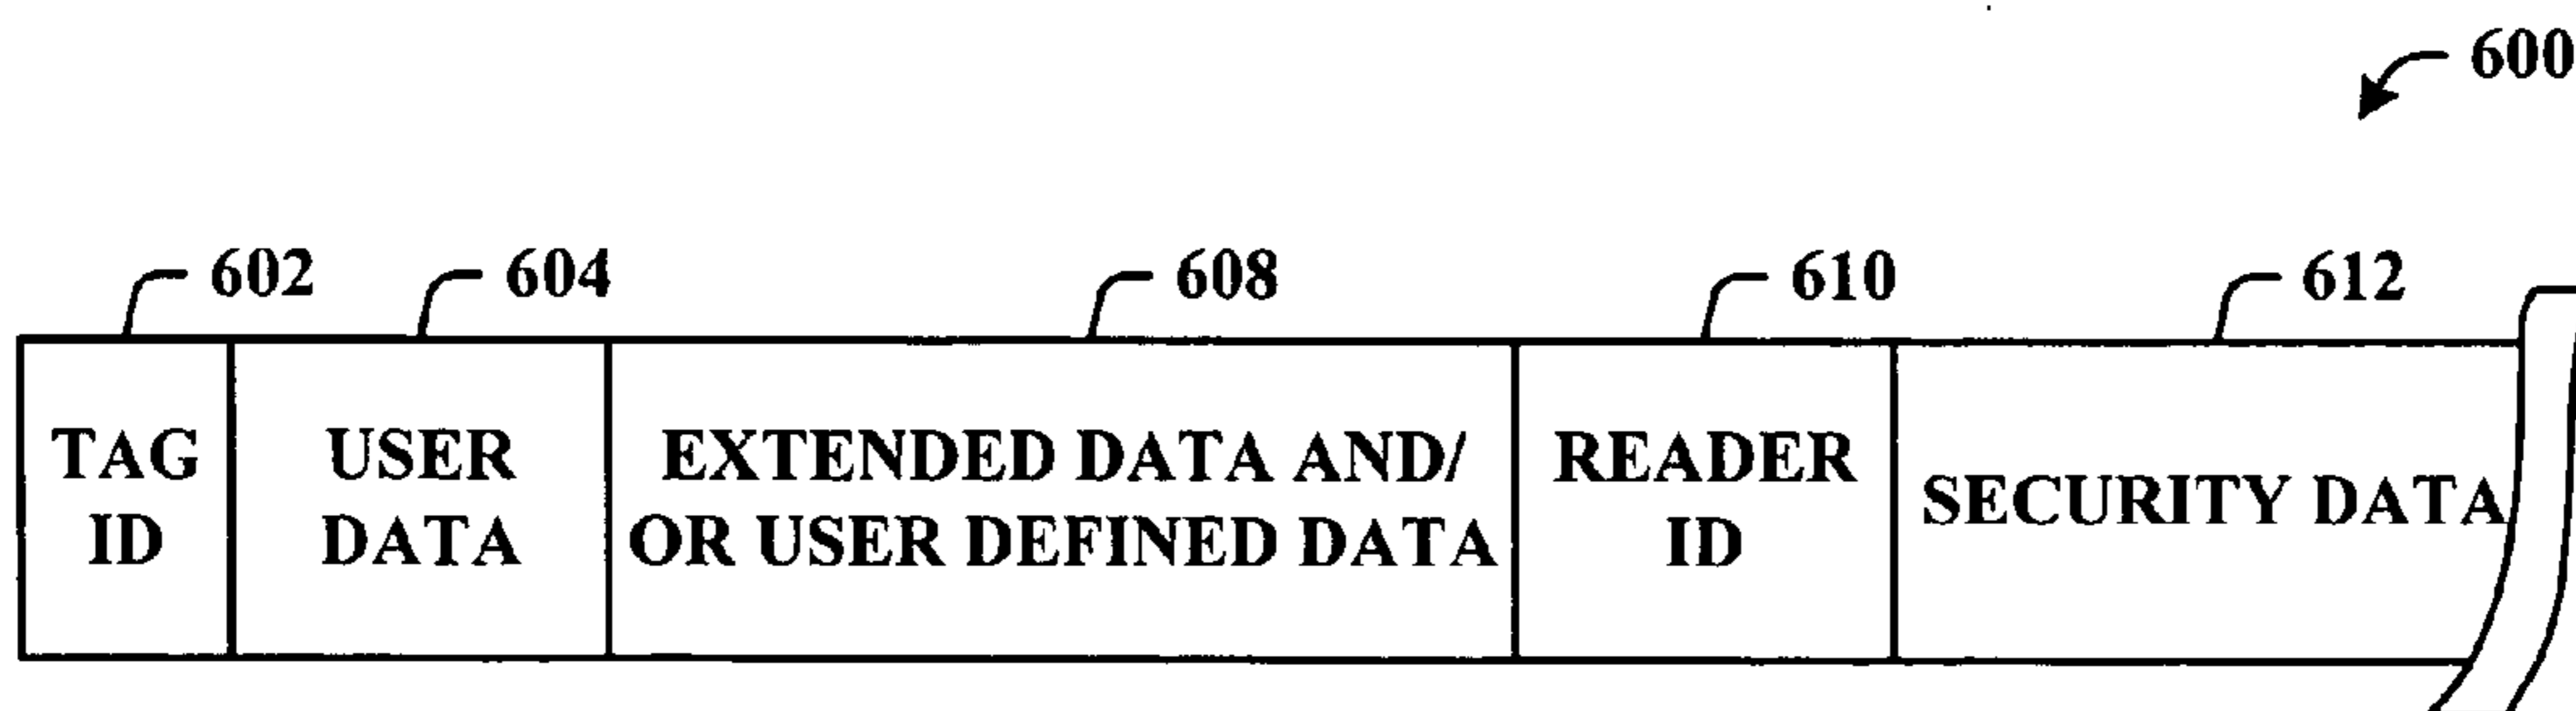 600
602
604
608
610
612
TAG
ID
USER
DATA
EXTENDED DATA AND/
OR USER DEFINED DATA
READER
ID
SECURITY DATA